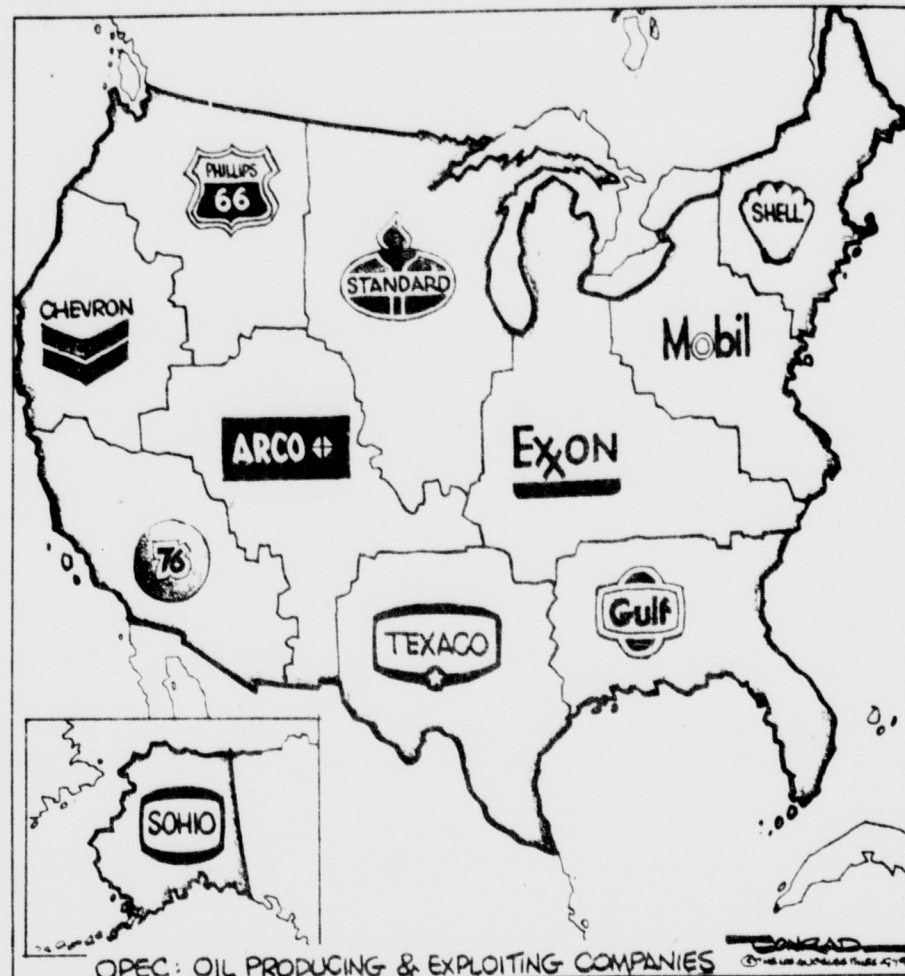 PHILLIPS
66
SHELL
STANDARD
CHEVRON
Mobil
ARCO
EXXON
76
Gulf
TEXACO
SOHIO
OPEC: OIL PRODUCING & EXPLOITING COMPANIES
CONRAD